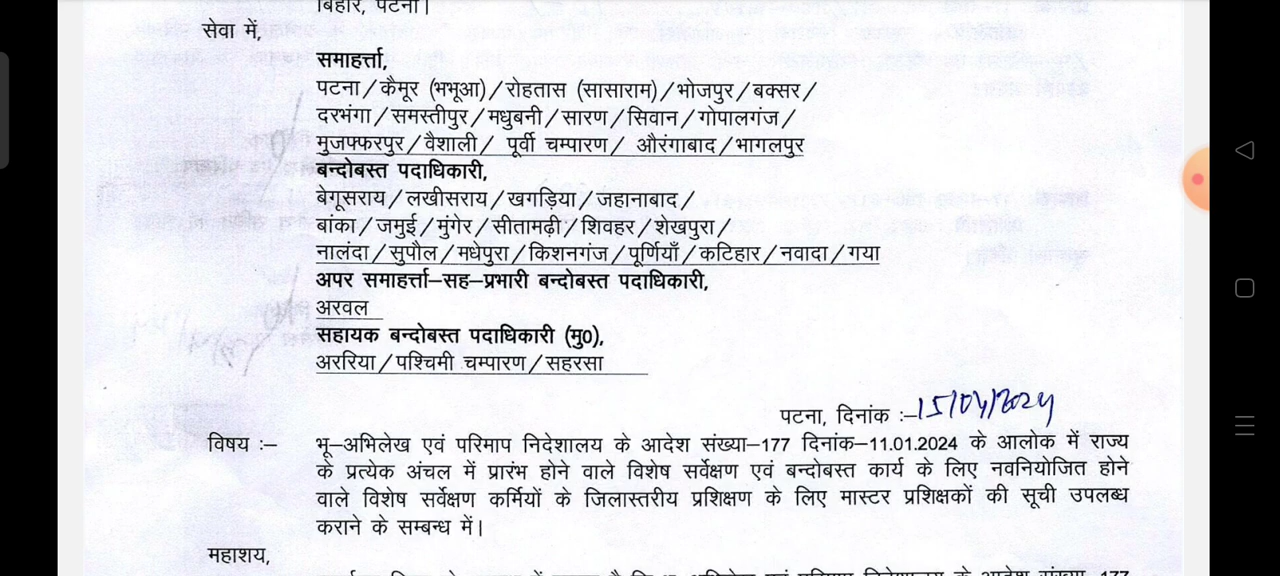 बिहार, पटना।
सेवा में,
समाहर्त्ता,
पटना/कैमूर (भभूआ)/रोहतास (सासाराम)/भोजपुर/बक्सर/
दरभंगा/समस्तीपुर/मधुबनी/सारण/सिवान/गोपालगंज/
मुजफ्फरपुर/वैशाली/ पूर्वी चम्पारण/ औरंगाबाद/भागलपुर
बन्दोबस्त पदाधिकारी,
बेगूसराय/लखीसराय/खगड़िया/जहानाबाद/
बांका/जमुई/मुंगेर/सीतामढ़ी/शिवहर/शेखपुरा/
नालंदा/सुपौल/मधेपुरा/किशनगंज/पूर्णियाँ/कटिहार/नवादा/गया
अपर समाहर्त्ता–सह–प्रभारी बन्दोबस्त पदाधिकारी,
अरवल
सहायक बन्दोबस्त पदाधिकारी (मु0),
अररिया/पश्चिमी चम्पारण/सहरसा
पटना, दिनांक :–15/04/2024
विषय :– भू–अभिलेख एवं परिमाप निदेशालय के आदेश संख्या–177 दिनांक–11.01.2024 के आलोक में राज्य
के प्रत्येक अंचल में प्रारंभ होने वाले विशेष सर्वेक्षण एवं बन्दोबस्त कार्य के लिए नवनियोजित होने
वाले विशेष सर्वेक्षण कर्मियों के जिलास्तरीय प्रशिक्षण के लिए मास्टर प्रशिक्षकों की सूची उपलब्ध
कराने के सम्बन्ध में।
महाशय,